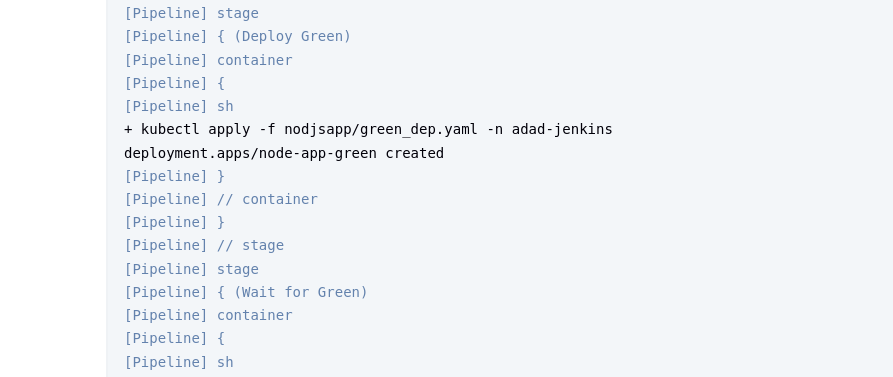 [Pipeline] stage
[Pipeline] { (Deploy Green)
[Pipeline] container
[Pipeline] {
[Pipeline] sh
+ kubectl apply -f nodjsapp/green_dep.yaml -n adad-jenkins
deployment.apps/node-app-green created
[Pipeline] }
[Pipeline] // container
[Pipeline] }
[Pipeline] // stage
[Pipeline] stage
[Pipeline] { (Wait for Green)
[Pipeline] container
[Pipeline] {
[Pipeline] sh